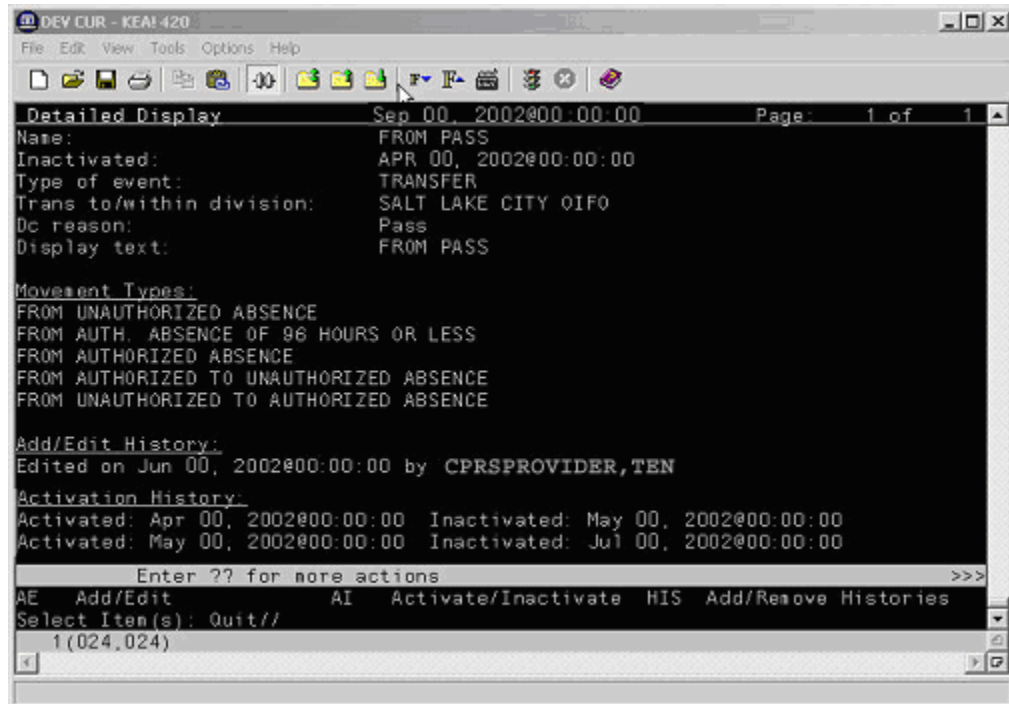 DEV CUR - KEA! 420
File Edit View Tools Options Help
Detailed Display Sep 00, 2002@00:00:00 Page: 1 of 1
Name: FROM PASS
Inactivated: APR 00, 2002@00:00:00
Type of event: TRANSFER
Trans to/within division: SALT LAKE CITY OIFO
Dc reason: Pass
Display text: FROM PASS
Movement Types:
FROM UNAUTHORIZED ABSENCE
FROM AUTH. ABSENCE OF 96 HOURS OR LESS
FROM AUTHORIZED ABSENCE
FROM AUTHORIZED TO UNAUTHORIZED ABSENCE
FROM UNAUTHORIZED TO AUTHORIZED ABSENCE
Add/Edit History:
Edited on Jun 00, 2002@00:00:00 by CPRSPROVIDER,TEN
Activation History:
Activated: Apr 00, 2002@00:00:00 Inactivated: May 00, 2002@00:00:00
Activated: May 00, 2002@00:00:00 Inactivated: Jul 00, 2002@00:00:00
Enter ?? for more actions >>>
AE Add/Edit AI Activate/Inactivate HIS Add/Remove Histories
Select Item(s): Quit//
1(024,024)